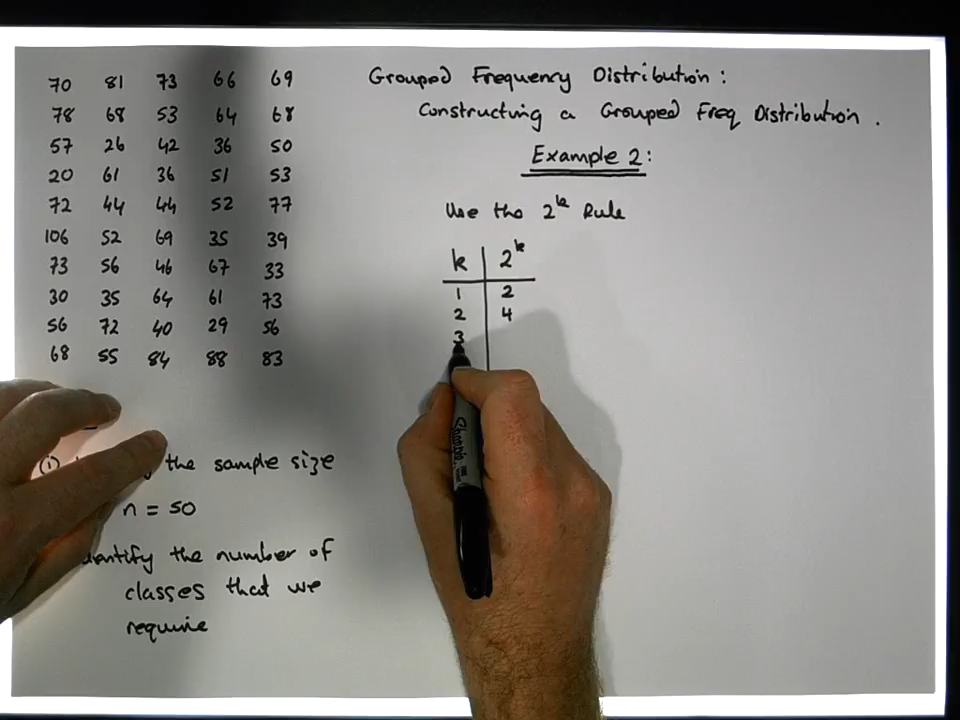 70 81 73 66 69
78 68 53 64 68
57 26 42 36 50
20 61 36 51 53
72 44 44 52 77
106 52 69 35 39
73 56 46 67 33
30 35 64 61 73
56 72 40 29 56
68 55 84 88 83
(i) the sample size
n = 50
the number of
classes that we
require
Grouped Frequency Distribution :
Constructing a Grouped Freq Distribution .
Example 2 :
Use the 2^k Rule
k 2^k
1 2
2 4
3
Sharpie